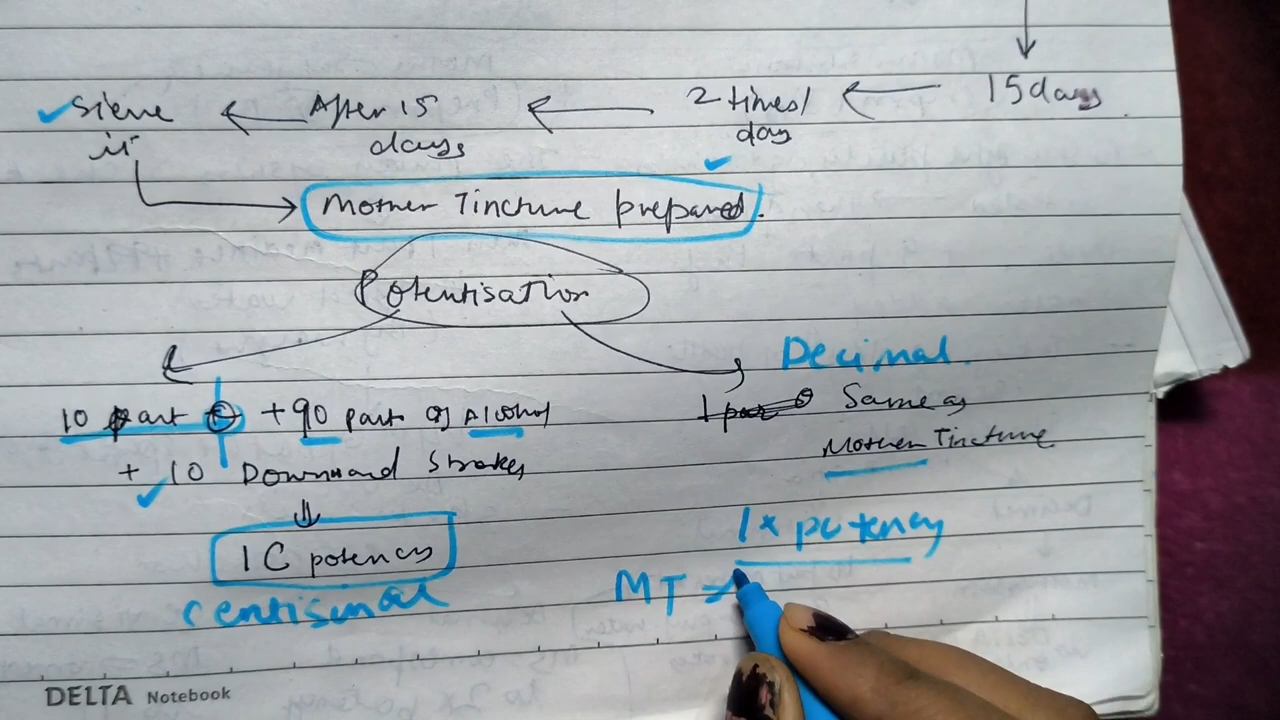 15 days
2 times/
day
After 15
days
Sieve
it
Mother Tincture prepared.
Potentisation
10 part θ +90 part of Alcohol
+ 10 Downward Strokes
1C potency
Centisimal
Decimal
Same as
Mother Tincture
1x potency
MT
DELTA Notebook